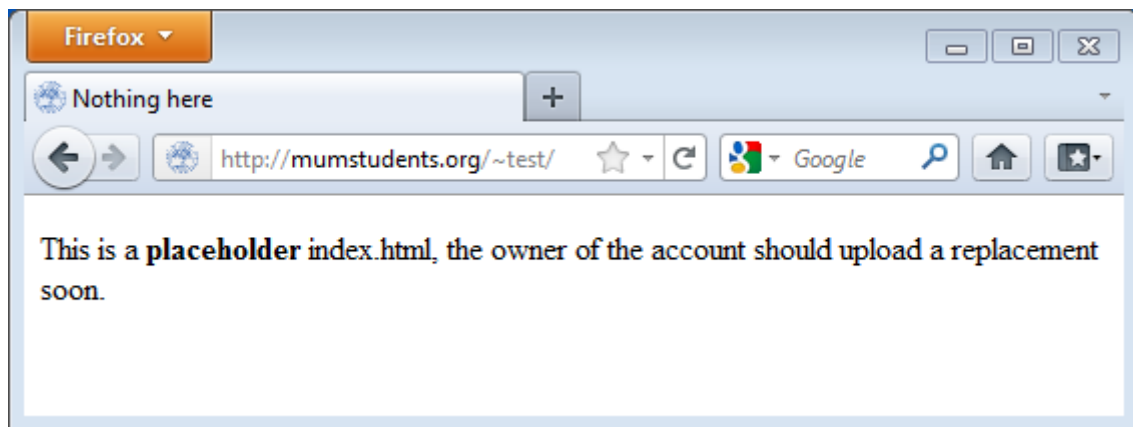 Firefox
Nothing here
http://mumstudents.org/~test/
Google
This is a placeholder index.html, the owner of the account should upload a replacement
soon.